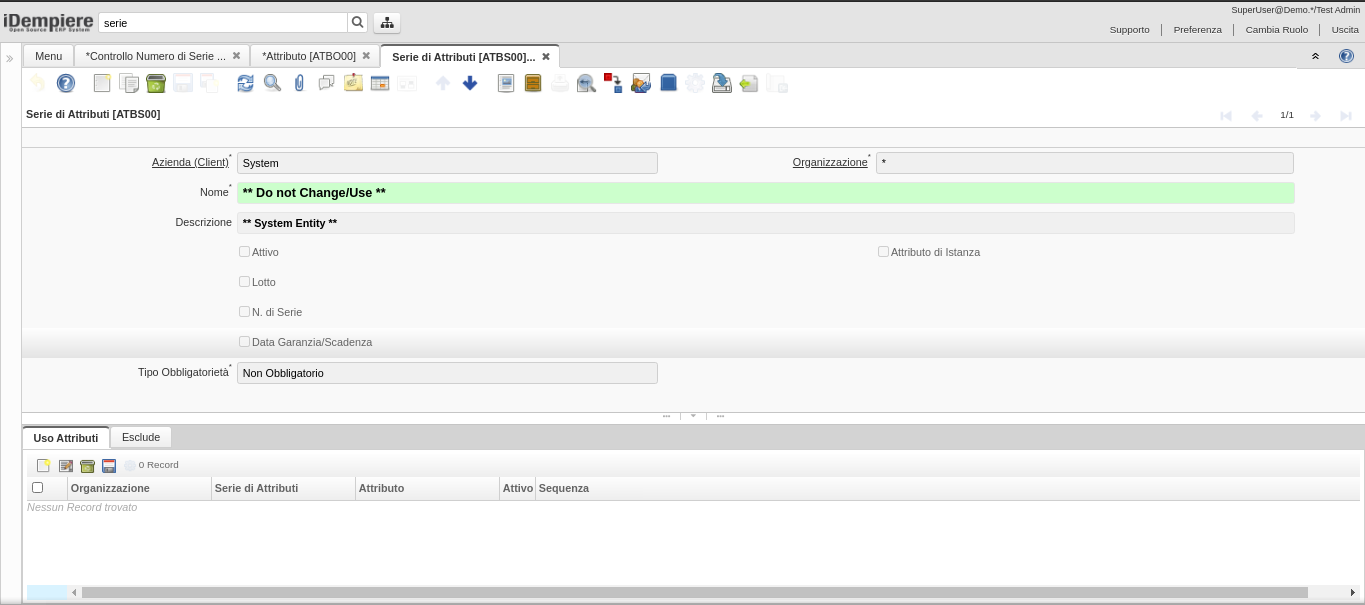 SuperUser@Demo.*/Test Admin
iDempiere
Open Source ERP System
serie
Supporto
Preferenza
Cambia Ruolo
Uscita
Menu
*Controllo Numero di Serie ...
*Attributo [ATBO00]
Serie di Attributi [ATBS00]...
Serie di Attributi [ATBS00]
1/1
Azienda (Client)*
System
Organizzazione*
*
Nome*
** Do not Change/Use **
Descrizione
** System Entity **
Attivo
Attributo di Istanza
Lotto
N. di Serie
Data Garanzia/Scadenza
Tipo Obbligatorietà*
Non Obbligatorio
Uso Attributi
Esclude
0 Record
Organizzazione
Serie di Attributi
Attributo
Attivo
Sequenza
Nessun Record trovato